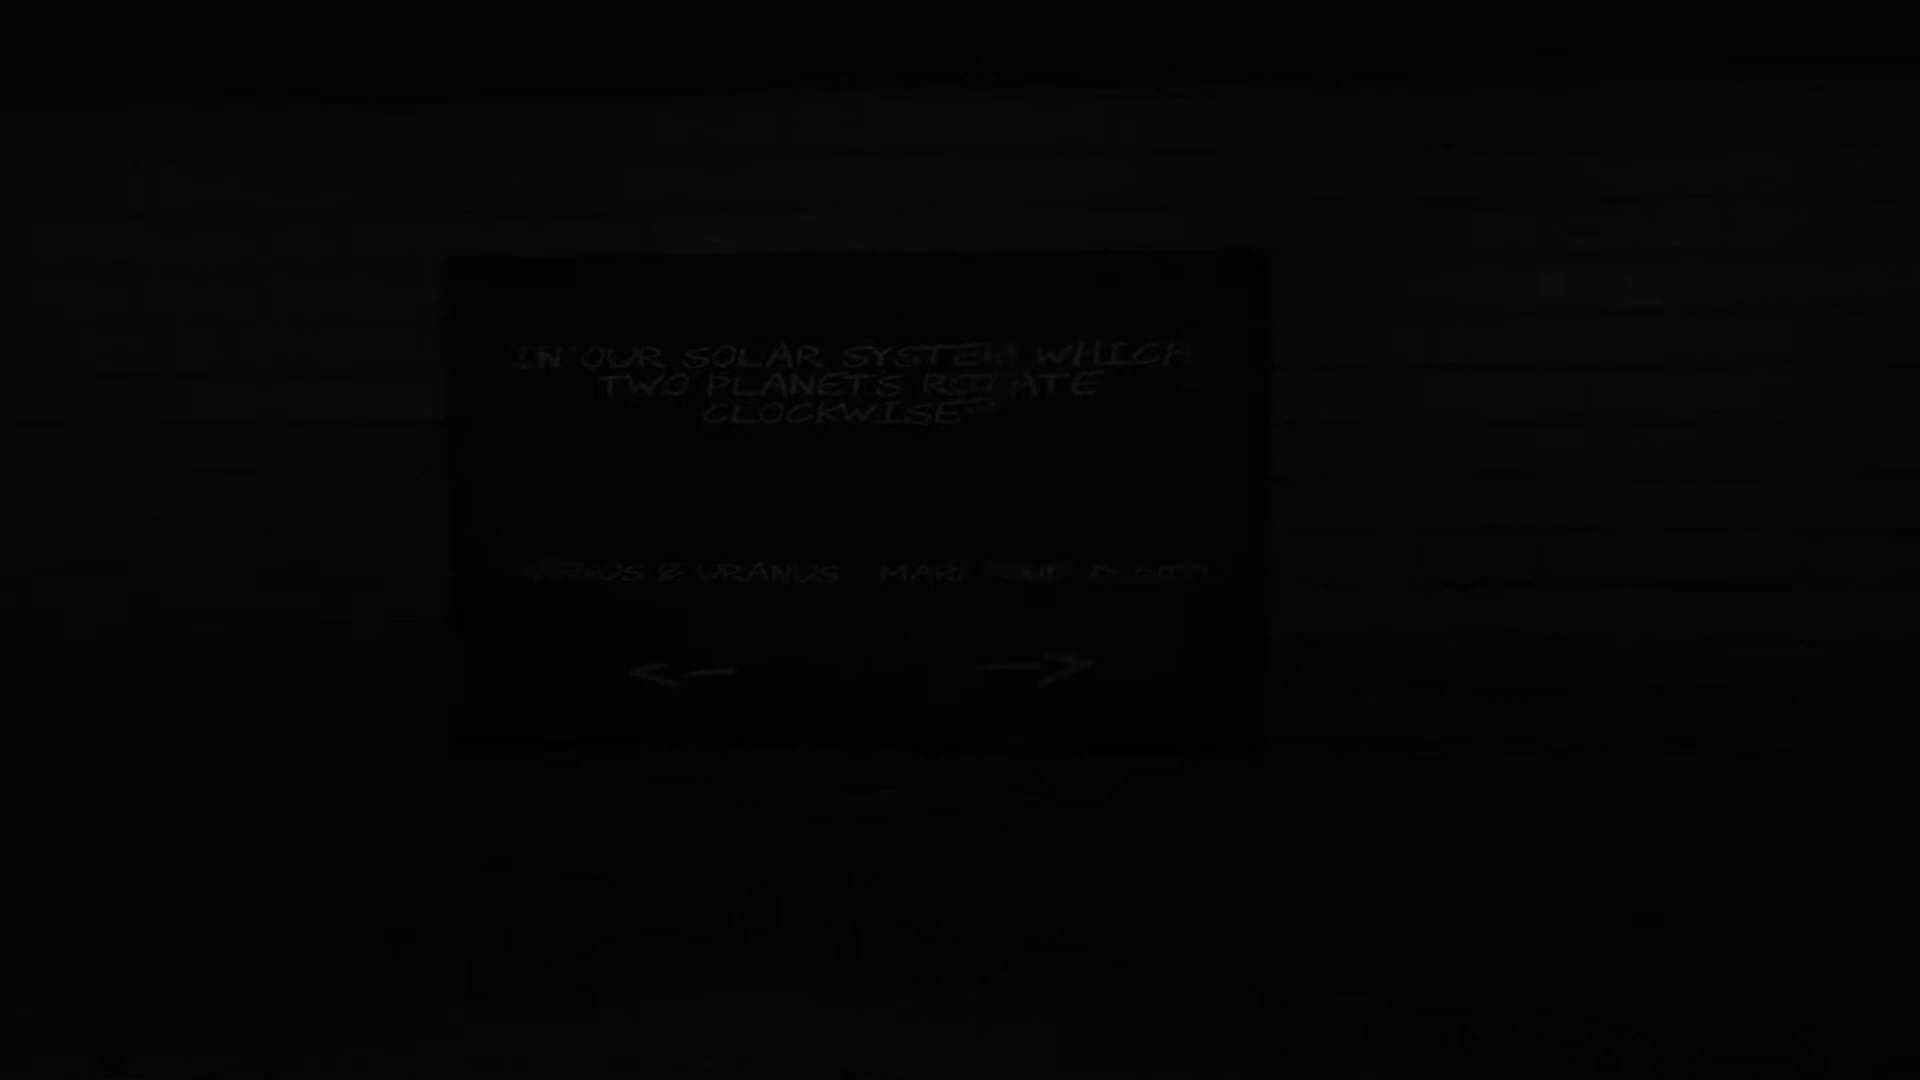 IN OUR SOLAR SYSTEM WHICH
TWO PLANETS ROTATE
CLOCKWISE
& URANUS